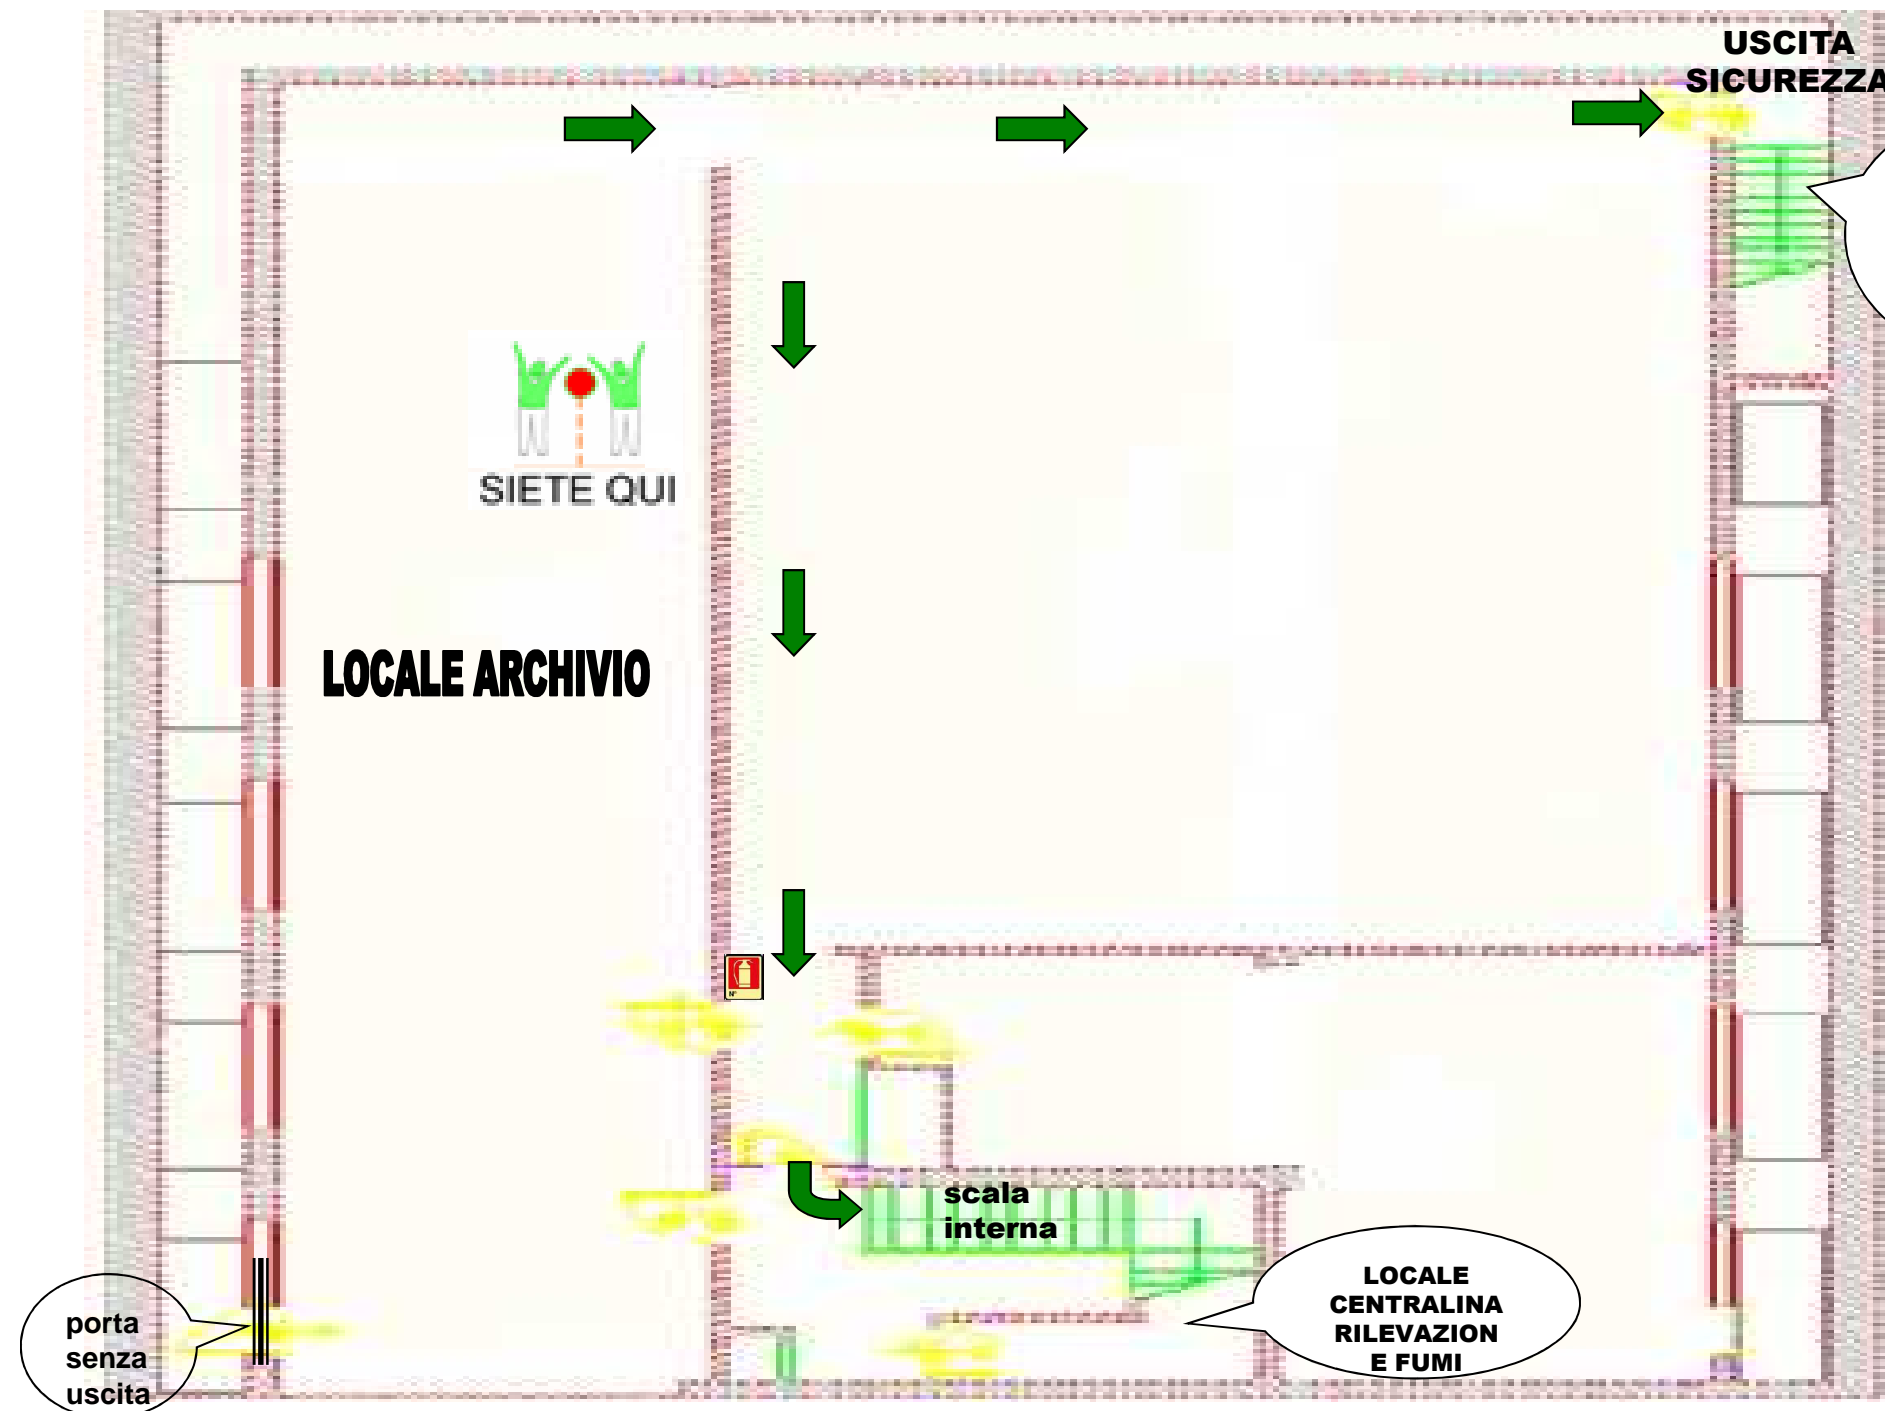 USCITA
SICUREZZA
SIETE QUI
LOCALE ARCHIVIO
N°
scala
interna
LOCALE
CENTRALINA
RILEVAZION
E FUMI
porta
senza
uscita